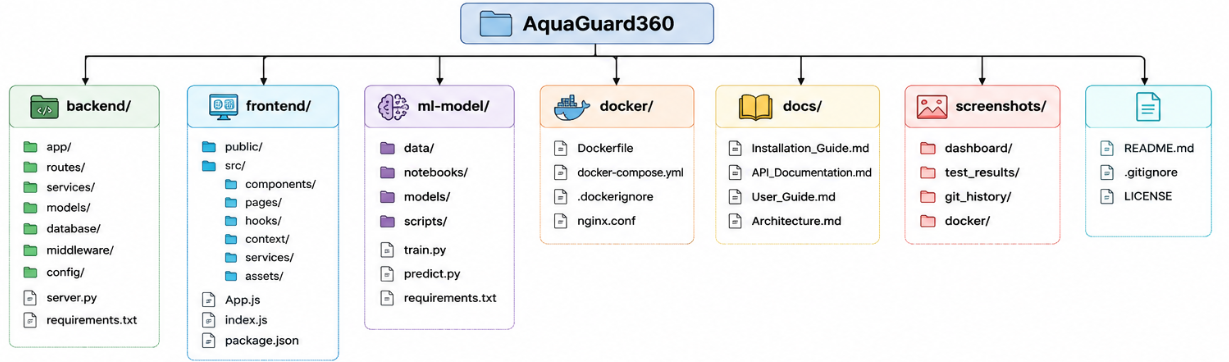 AquaGuard360
backend/
app/
routes/
services/
models/
database/
middleware/
config/
server.py
requirements.txt
frontend/
public/
src/
components/
pages/
hooks/
context/
services/
assets/
App.js
index.js
package.json
ml-model/
data/
notebooks/
models/
scripts/
train.py
predict.py
requirements.txt
docker/
Dockerfile
docker-compose.yml
.dockerignore
nginx.conf
docs/
Installation_Guide.md
API_Documentation.md
User_Guide.md
Architecture.md
screenshots/
dashboard/
test_results/
git_history/
docker/
README.md
.gitignore
LICENSE